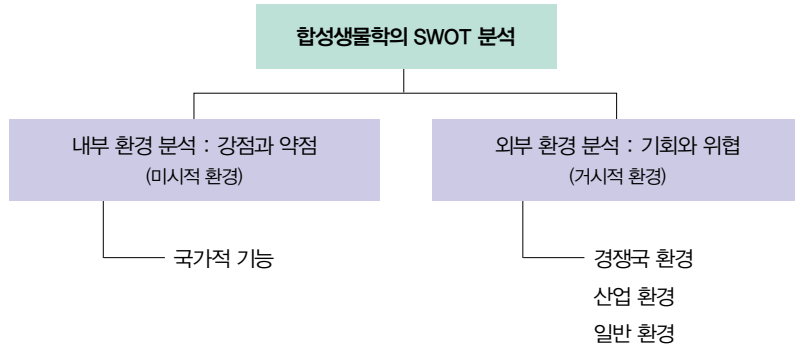 합성생물학의 SWOT 분석
내부 환경 분석 : 강점과 약점
(미시적 환경)
외부 환경 분석 : 기회와 위협
(거시적 환경)
국가적 기능
경쟁국 환경
산업 환경
일반 환경